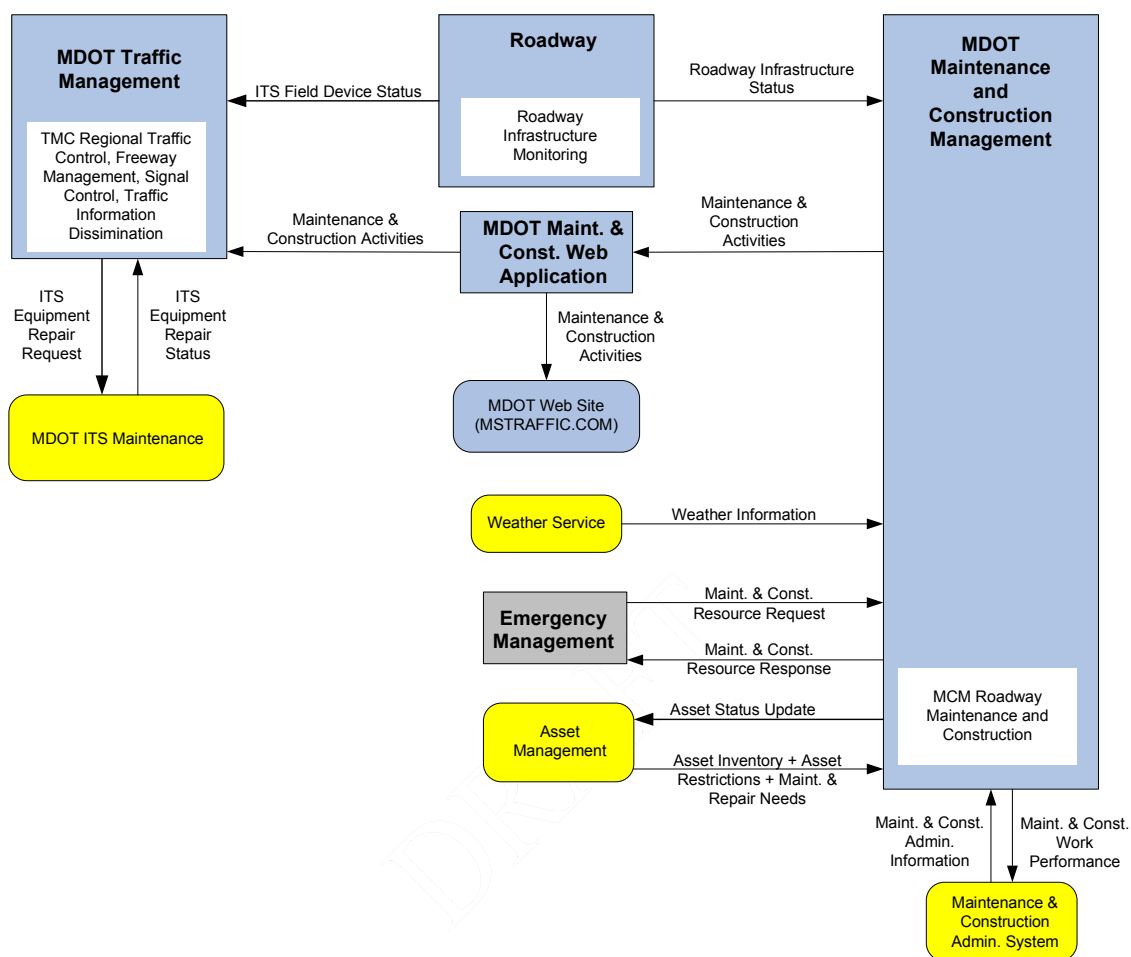 MDOT Traffic
Management
TMC Regional Traffic
Control, Freeway
Management, Signal
Control, Traffic
Information
Dissimination
ITS Field Device Status
Roadway
Roadway
Infrastructure
Monitoring
Roadway Infrastructure
Status
MDOT
Maintenance
and
Construction
Management
Maintenance &
Construction Activities
MDOT Maint. &
Const. Web
Application
Maintenance &
Construction
Activities
ITS
Equipment
Repair
Request
ITS
Equipment
Repair
Status
Maintenance &
Construction
Activities
MDOT ITS Maintenance
MDOT Web Site
(MSTRAFFIC.COM)
Weather Service
Weather Information
Emergency
Management
Maint. & Const.
Resource Request
Maint. & Const.
Resource Response
Asset
Management
Asset Status Update
Asset Inventory + Asset
Restrictions + Maint. &
Repair Needs
MCM Roadway
Maintenance and
Construction
Maint. & Const.
Admin.
Information
Maint. & Const.
Work
Performance
Maintenance &
Construction
Admin. System
DRAFT